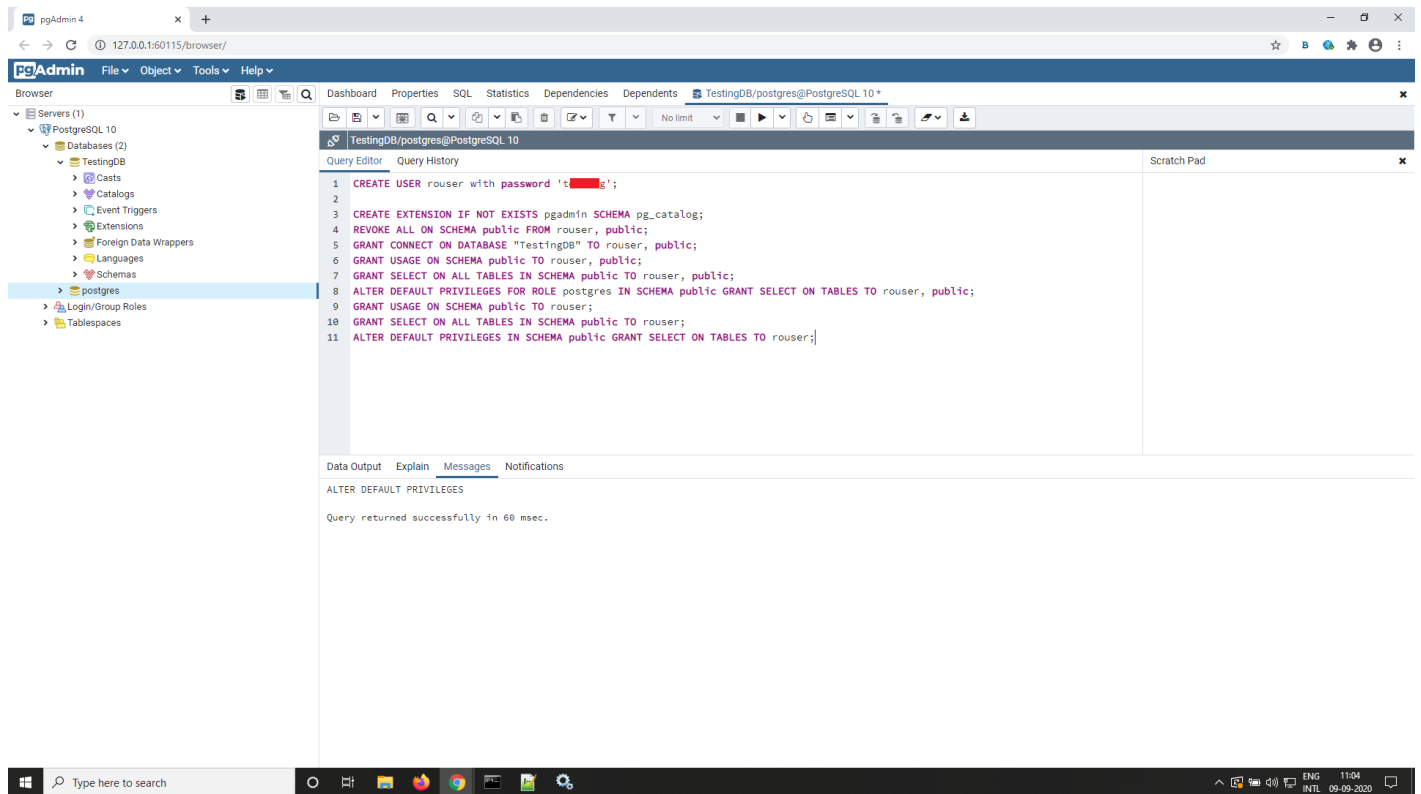 pgAdmin 4
127.0.0.1:60115/browser/
pgAdmin File Object Tools Help
Browser
Dashboard Properties SQL Statistics Dependencies Dependents TestingDB/postgres@PostgreSQL 10 *
Servers (1)
PostgreSQL 10
Databases (2)
TestingDB
Casts
Catalogs
Event Triggers
Extensions
Foreign Data Wrappers
Languages
Schemas
postgres
Login/Group Roles
Tablespaces
No limit
TestingDB/postgres@PostgreSQL 10
Query Editor Query History
Scratch Pad
1 CREATE USER rouser with password 't g';
2
3 CREATE EXTENSION IF NOT EXISTS pgadmin SCHEMA pg_catalog;
4 REVOKE ALL ON SCHEMA public FROM rouser, public;
5 GRANT CONNECT ON DATABASE "TestingDB" TO rouser, public;
6 GRANT USAGE ON SCHEMA public TO rouser, public;
7 GRANT SELECT ON ALL TABLES IN SCHEMA public TO rouser, public;
8 ALTER DEFAULT PRIVILEGES FOR ROLE postgres IN SCHEMA public GRANT SELECT ON TABLES TO rouser, public;
9 GRANT USAGE ON SCHEMA public TO rouser;
10 GRANT SELECT ON ALL TABLES IN SCHEMA public TO rouser;
11 ALTER DEFAULT PRIVILEGES IN SCHEMA public GRANT SELECT ON TABLES TO rouser;
Data Output Explain Messages Notifications
ALTER DEFAULT PRIVILEGES
Query returned successfully in 60 msec.
Type here to search
ENG
INTL
11:04
09-09-2020